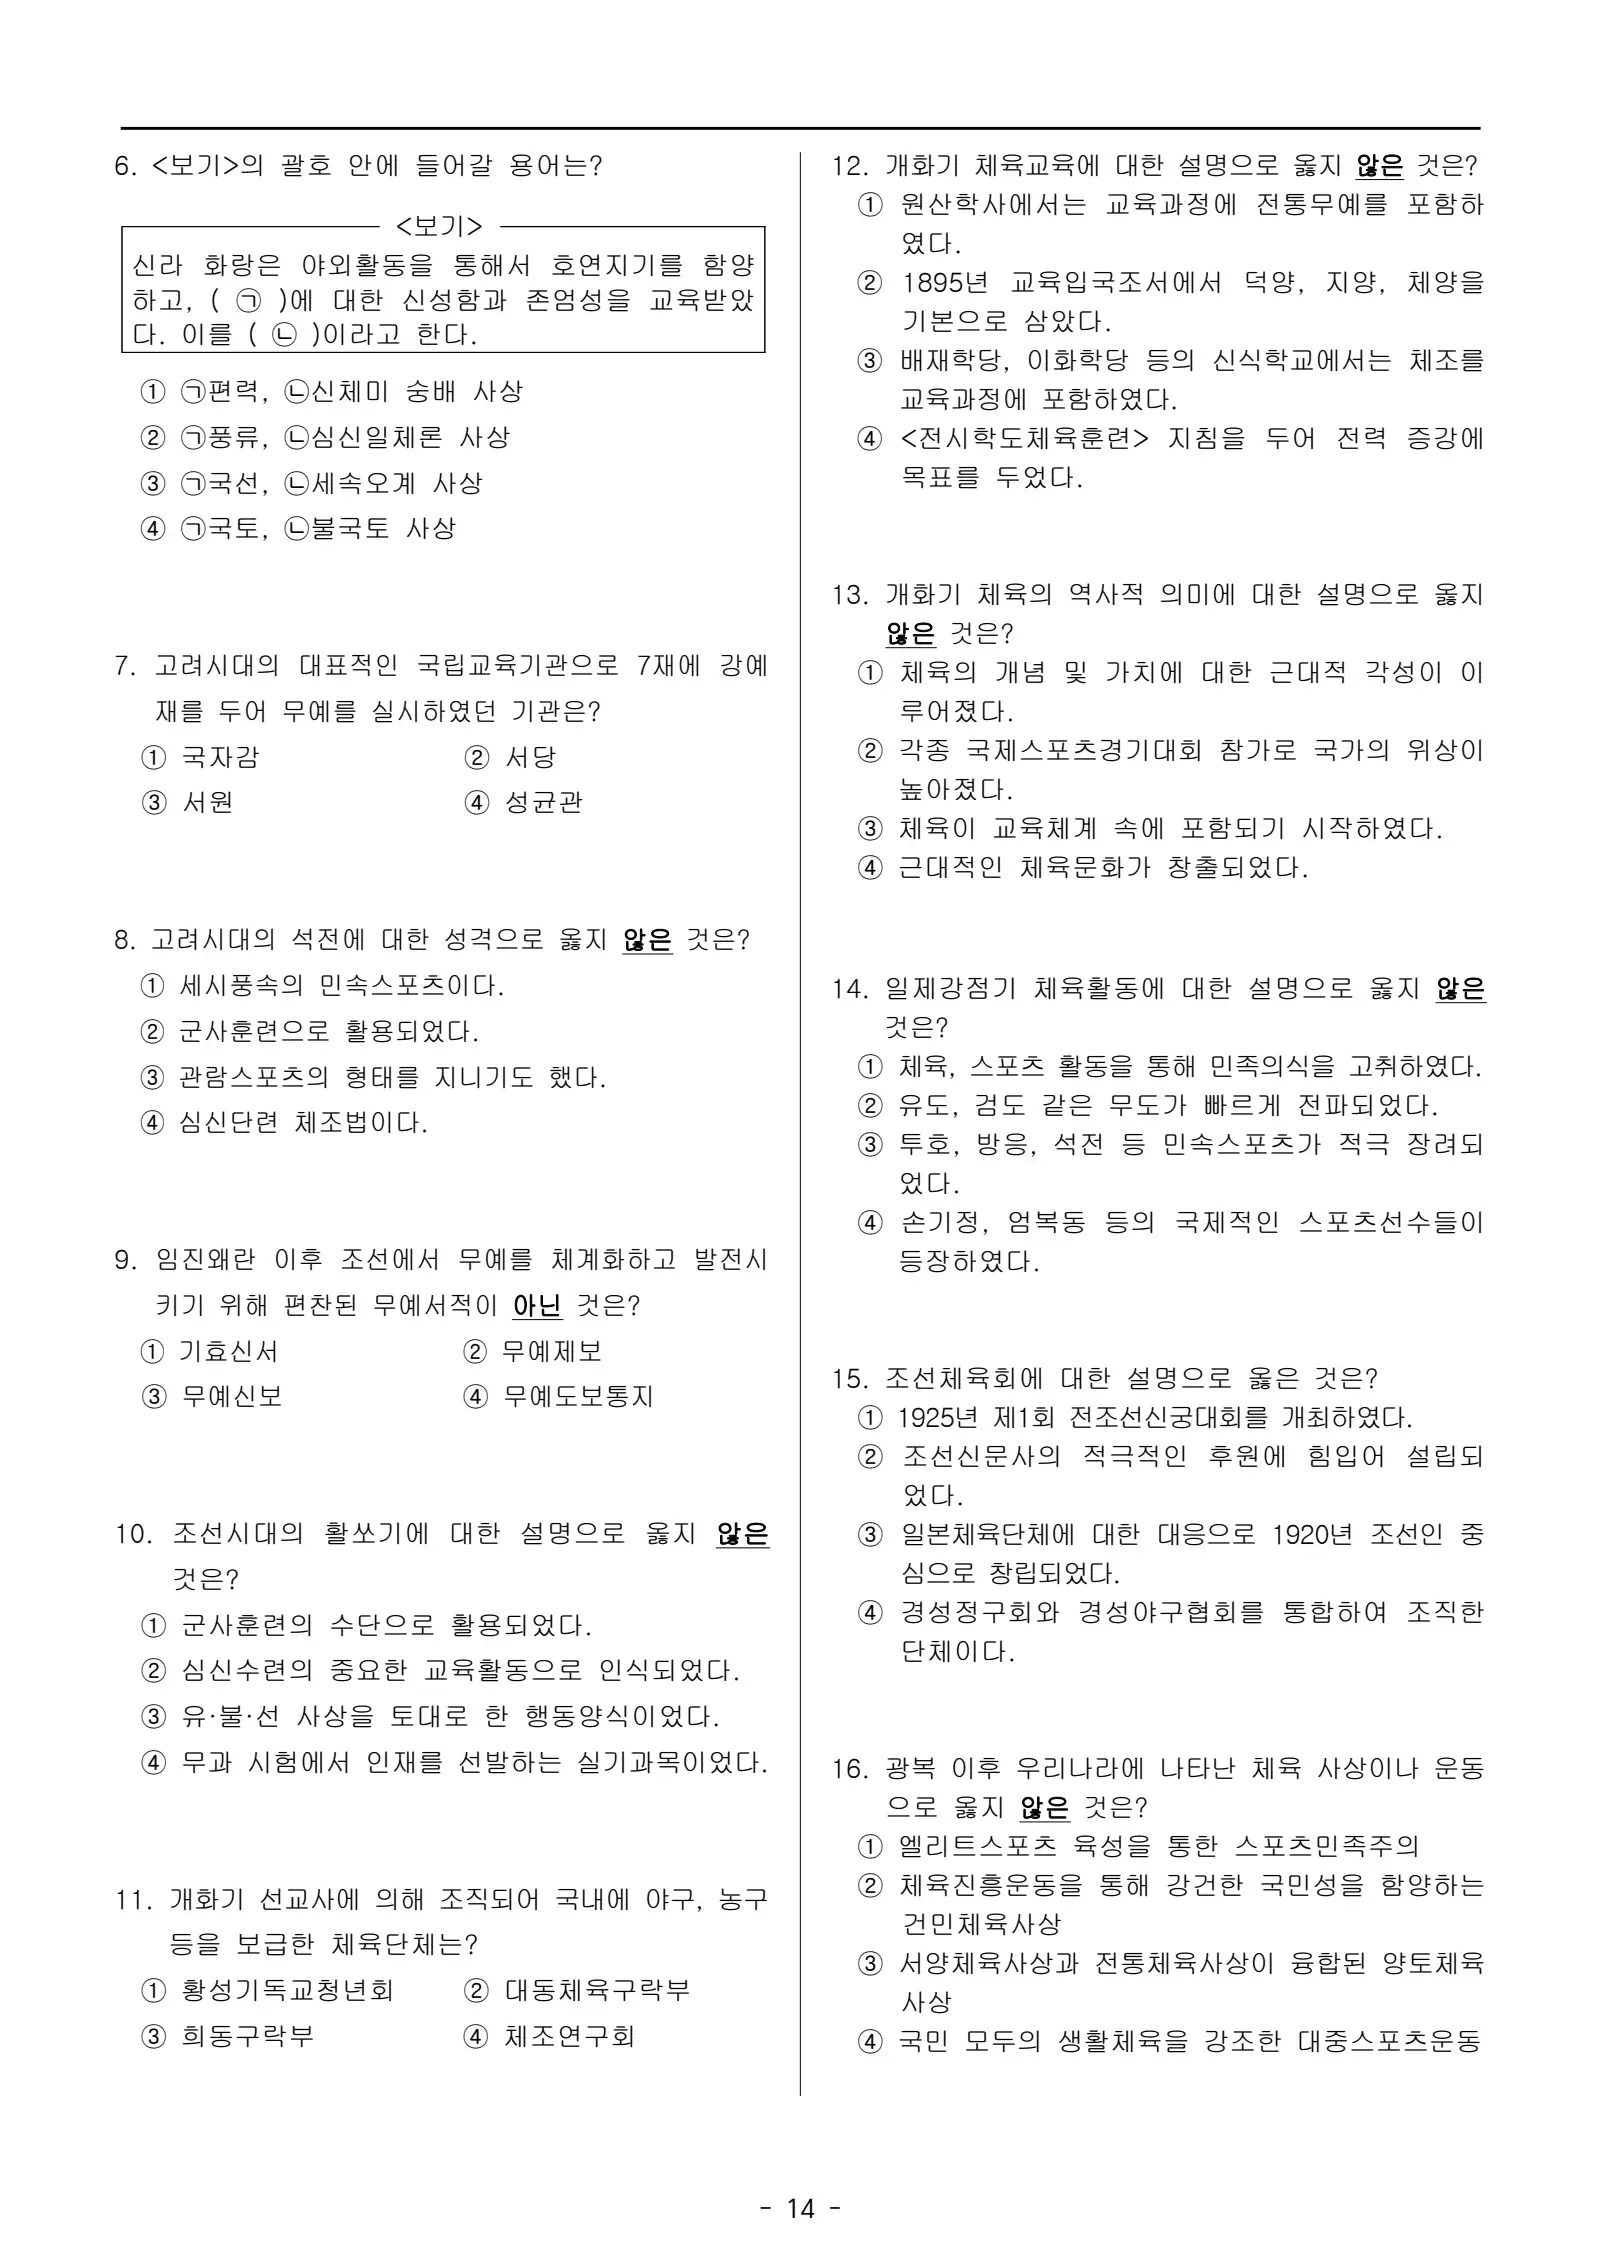 6. <보기>의 괄호 안에 들어갈 용어는?
<보기>
신라 화랑은 야외활동을 통해서 호연지기를 함양
하고, ( ㉠ )에 대한 신성함과 존엄성을 교육받았
다. 이를 ( ㉡ )이라고 한다.
① ㉠편력, ㉡신체미 숭배 사상
② ㉠풍류, ㉡심신일체론 사상
③ ㉠국선, ㉡세속오계 사상
④ ㉠국토, ㉡불국토 사상
7. 고려시대의 대표적인 국립교육기관으로 7재에 강예
재를 두어 무예를 실시하였던 기관은?
① 국자감 ② 서당
③ 서원 ④ 성균관
8. 고려시대의 석전에 대한 성격으로 옳지 않은 것은?
① 세시풍속의 민속스포츠이다.
② 군사훈련으로 활용되었다.
③ 관람스포츠의 형태를 지니기도 했다.
④ 심신단련 체조법이다.
9. 임진왜란 이후 조선에서 무예를 체계화하고 발전시
키기 위해 편찬된 무예서적이 아닌 것은?
① 기효신서 ② 무예제보
③ 무예신보 ④ 무예도보통지
10. 조선시대의 활쏘기에 대한 설명으로 옳지 않은
것은?
① 군사훈련의 수단으로 활용되었다.
② 심신수련의 중요한 교육활동으로 인식되었다.
③ 유·불·선 사상을 토대로 한 행동양식이었다.
④ 무과 시험에서 인재를 선발하는 실기과목이었다.
11. 개화기 선교사에 의해 조직되어 국내에 야구, 농구
등을 보급한 체육단체는?
① 황성기독교청년회 ② 대동체육구락부
③ 희동구락부 ④ 체조연구회
12. 개화기 체육교육에 대한 설명으로 옳지 않은 것은?
① 원산학사에서는 교육과정에 전통무예를 포함하
였다.
② 1895년 교육입국조서에서 덕양, 지양, 체양을
기본으로 삼았다.
③ 배재학당, 이화학당 등의 신식학교에서는 체조를
교육과정에 포함하였다.
④ <전시학도체육훈련> 지침을 두어 전력 증강에
목표를 두었다.
13. 개화기 체육의 역사적 의미에 대한 설명으로 옳지
않은 것은?
① 체육의 개념 및 가치에 대한 근대적 각성이 이
루어졌다.
② 각종 국제스포츠경기대회 참가로 국가의 위상이
높아졌다.
③ 체육이 교육체계 속에 포함되기 시작하였다.
④ 근대적인 체육문화가 창출되었다.
14. 일제강점기 체육활동에 대한 설명으로 옳지 않은
것은?
① 체육, 스포츠 활동을 통해 민족의식을 고취하였다.
② 유도, 검도 같은 무도가 빠르게 전파되었다.
③ 투호, 방응, 석전 등 민속스포츠가 적극 장려되
었다.
④ 손기정, 엄복동 등의 국제적인 스포츠선수들이
등장하였다.
15. 조선체육회에 대한 설명으로 옳은 것은?
① 1925년 제1회 전조선신궁대회를 개최하였다.
② 조선신문사의 적극적인 후원에 힘입어 설립되
었다.
③ 일본체육단체에 대한 대응으로 1920년 조선인 중
심으로 창립되었다.
④ 경성정구회와 경성야구협회를 통합하여 조직한
단체이다.
16. 광복 이후 우리나라에 나타난 체육 사상이나 운동
으로 옳지 않은 것은?
① 엘리트스포츠 육성을 통한 스포츠민족주의
② 체육진흥운동을 통해 강건한 국민성을 함양하는
건민체육사상
③ 서양체육사상과 전통체육사상이 융합된 양토체육
사상
④ 국민 모두의 생활체육을 강조한 대중스포츠운동
- 14 -